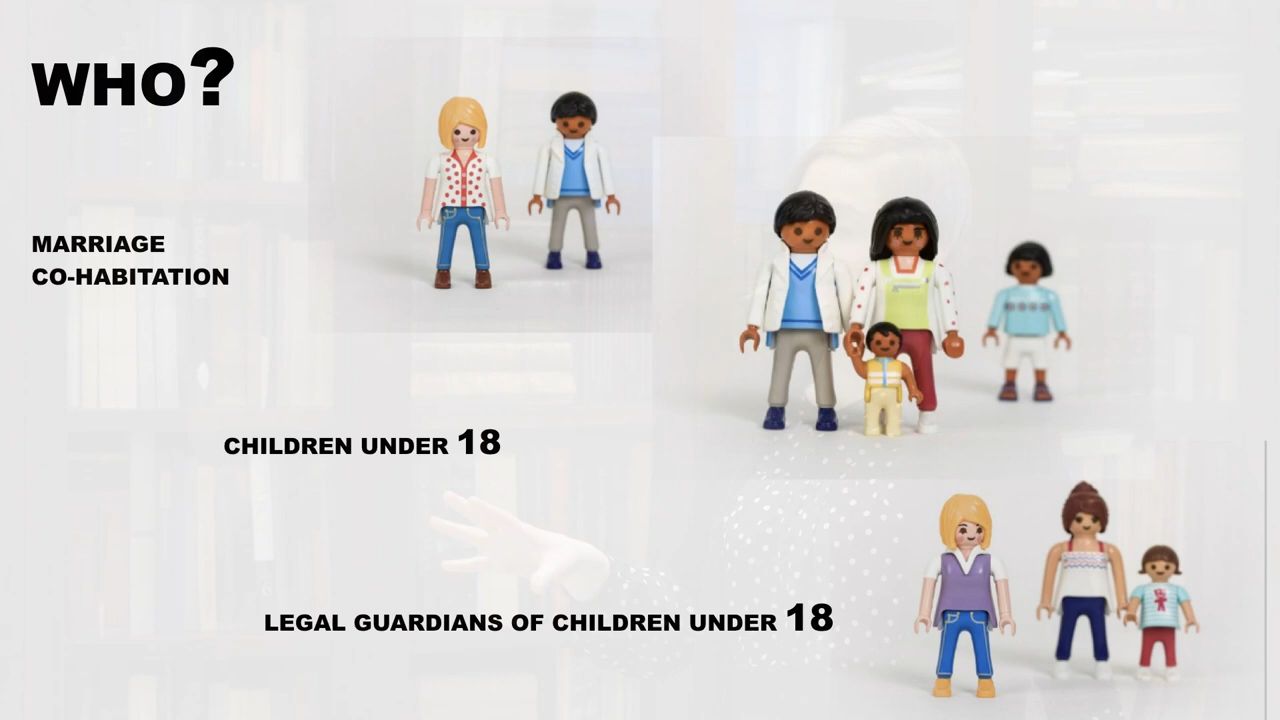 WHO?
MARRIAGE
CO-HABITATION
CHILDREN UNDER 18
LEGAL GUARDIANS OF CHILDREN UNDER 18